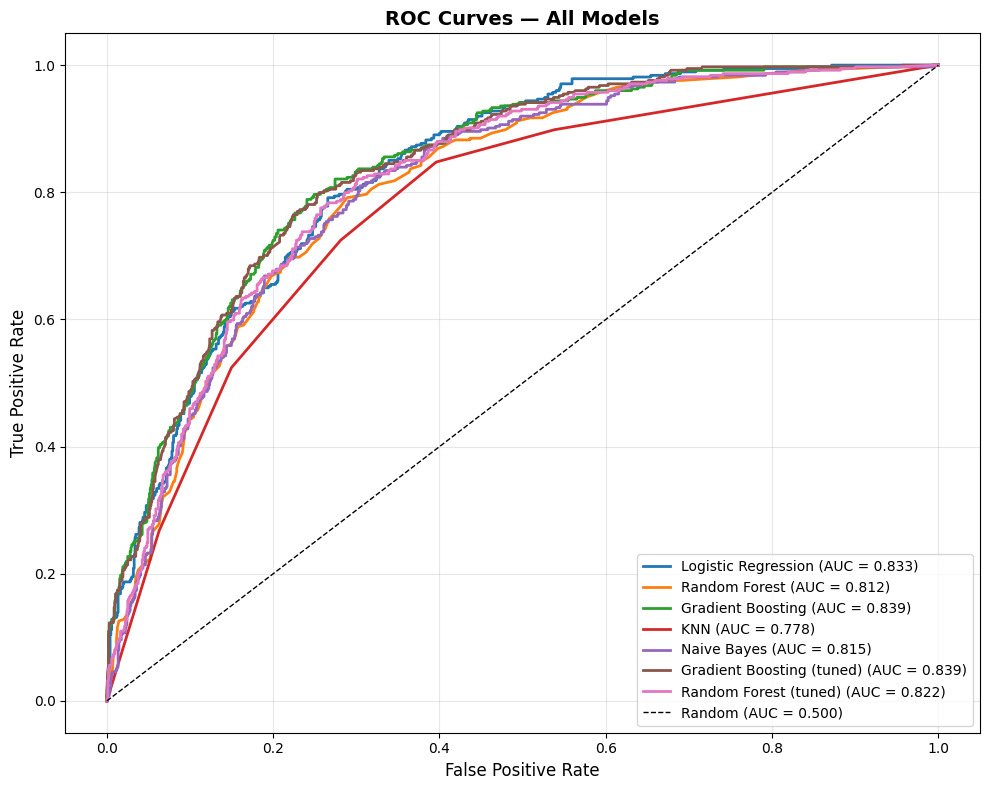 ROC Curves — All Models
True Positive Rate
1.0
0.8
0.6
0.4
0.2
0.0
Logistic Regression (AUC = 0.833)
Random Forest (AUC = 0.812)
Gradient Boosting (AUC = 0.839)
KNN (AUC = 0.778)
Naive Bayes (AUC = 0.815)
Gradient Boosting (tuned) (AUC = 0.839)
Random Forest (tuned) (AUC = 0.822)
Random (AUC = 0.500)
0.0 0.2 0.4 0.6 0.8 1.0
False Positive Rate